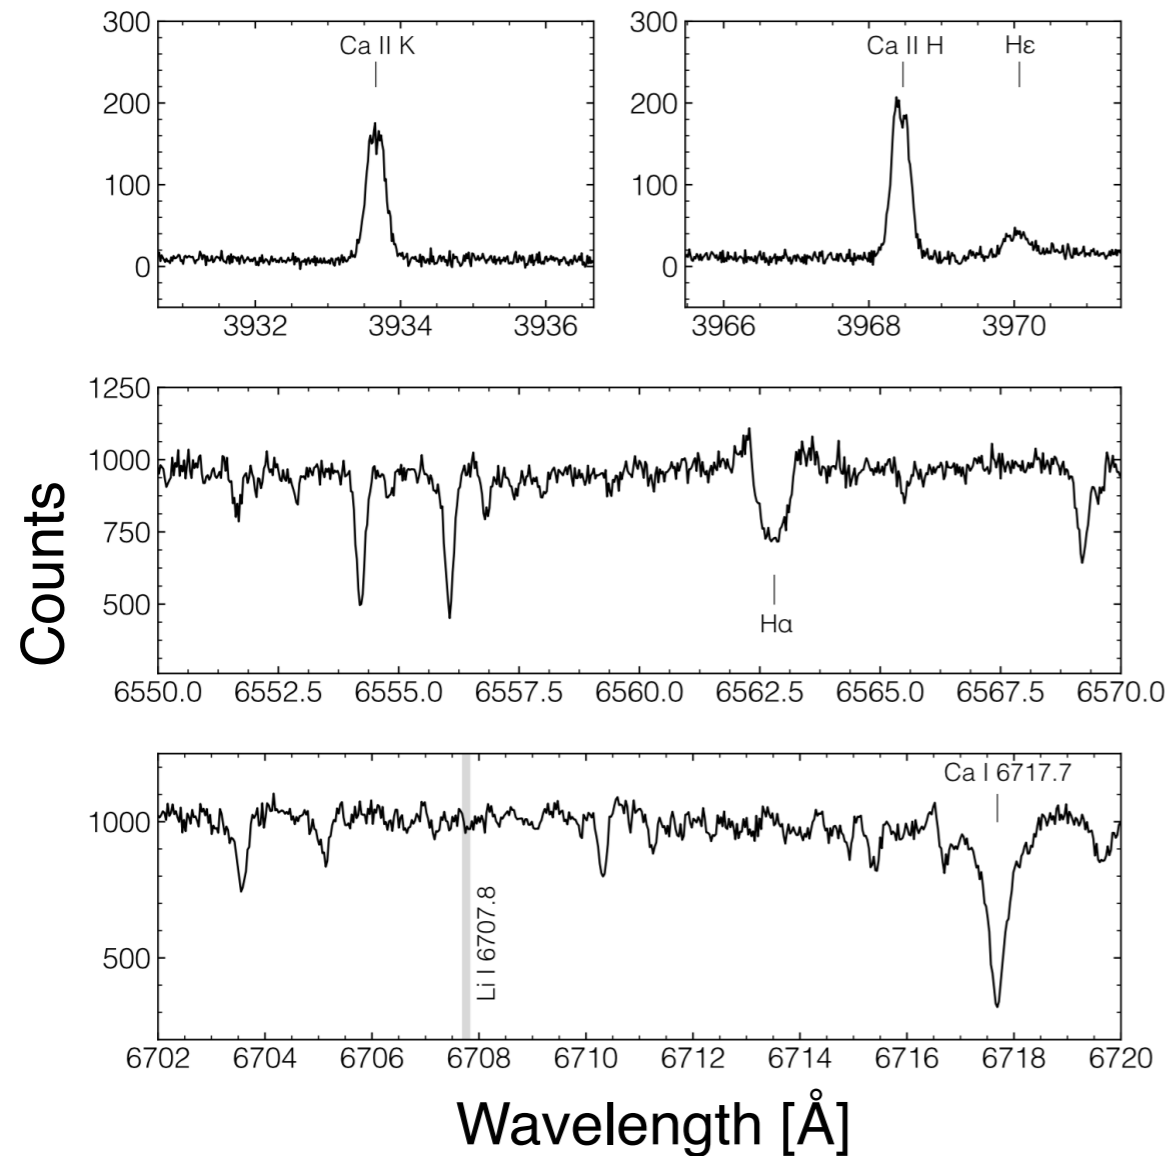 Ca II K
300
200
100
0
3932 3934 3936
Ca II H Hε
300
200
100
0
3966 3968 3970
1250
1000
750
500
Hα
6550.0 6552.5 6555.0 6557.5 6560.0 6562.5 6565.0 6567.5 6570.0
Counts
Ca I 6717.7
1000
500
Li I 6707.8
6702 6704 6706 6708 6710 6712 6714 6716 6718 6720
Wavelength [Å]